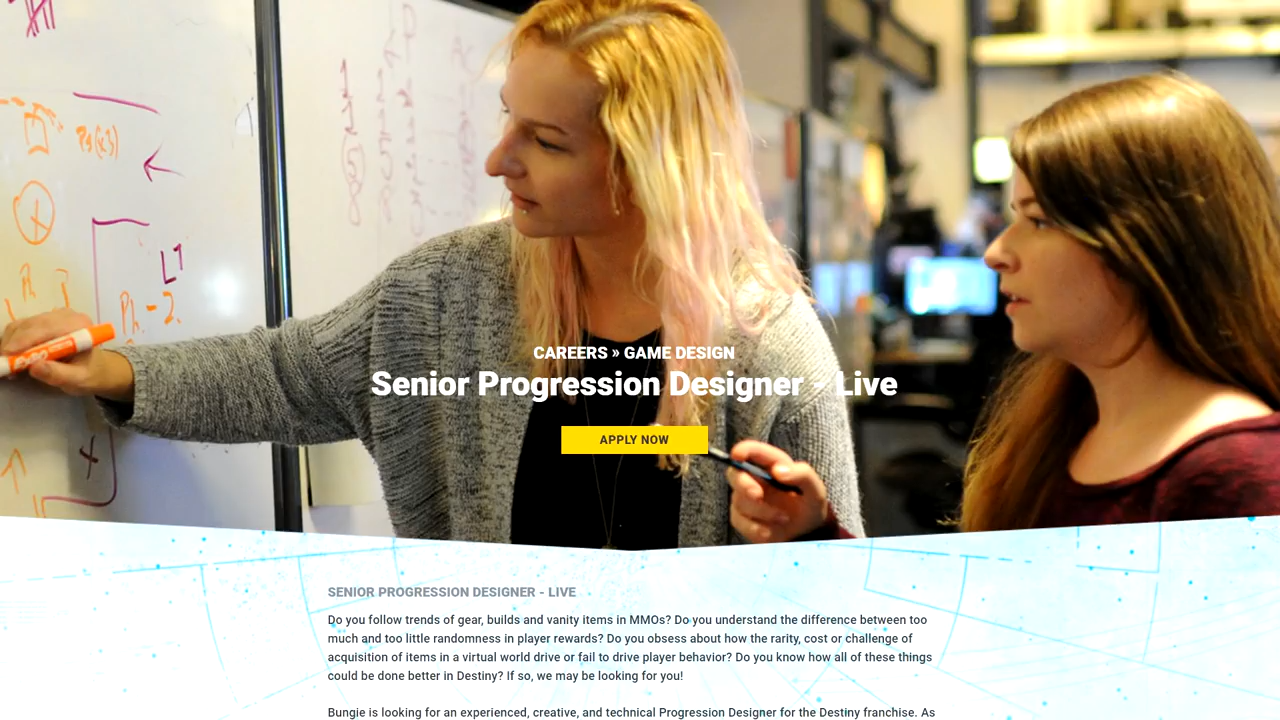 Ph. - 2.
EXPO
CAREERS » GAME DESIGN
Senior Progression Designer - Live
APPLY NOW
SENIOR PROGRESSION DESIGNER - LIVE
Do you follow trends of gear, builds and vanity items in MMOs? Do you understand the difference between too
much and too little randomness in player rewards? Do you obsess about how the rarity, cost or challenge of
acquisition of items in a virtual world drive or fail to drive player behavior? Do you know how all of these things
could be done better in Destiny? If so, we may be looking for you!
Bungie is looking for an experienced, creative, and technical Progression Designer for the Destiny franchise. As